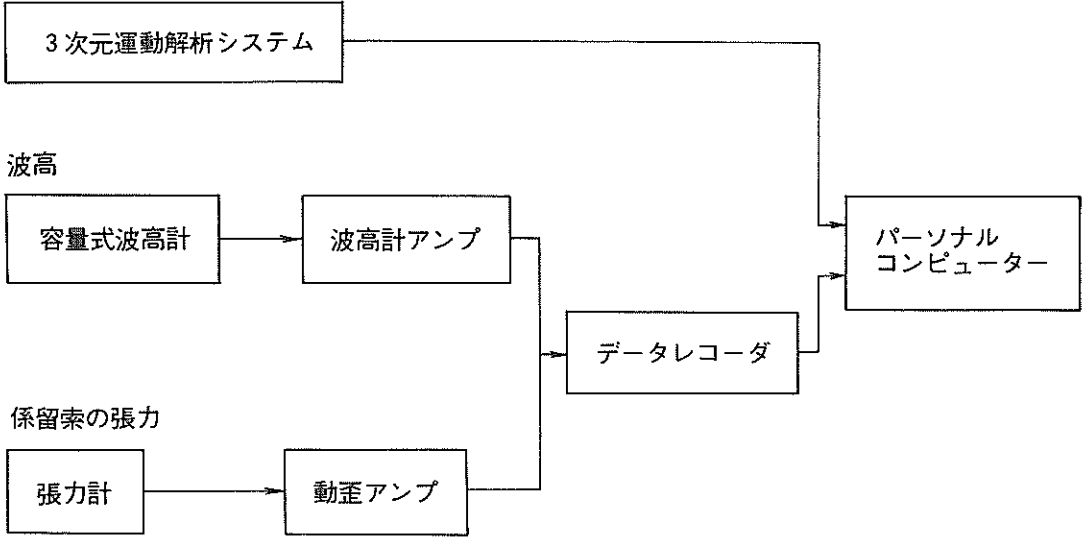 3次元運動解析システム
波高
容量式波高計
波高計アンプ
パーソナル
コンピューター
データレコーダ
係留索の張力
張力計
動歪アンプ